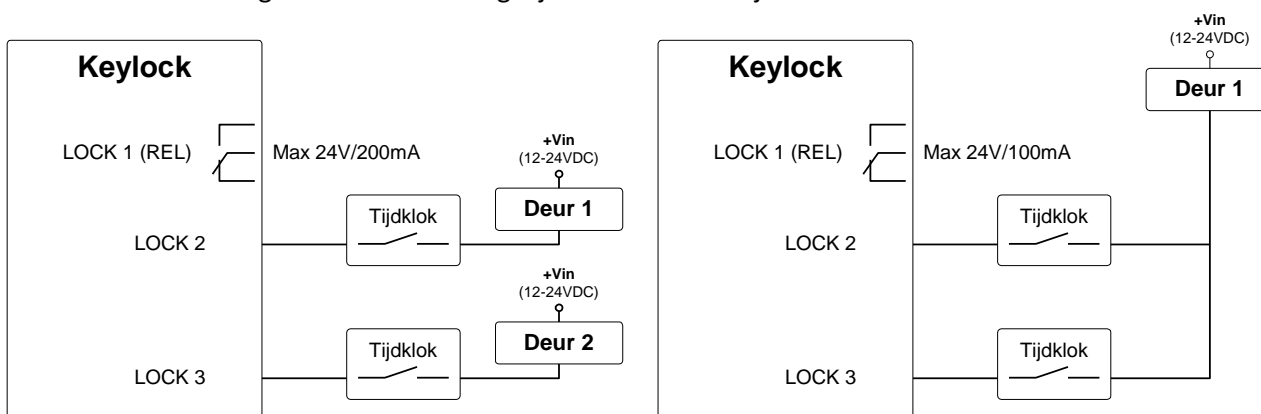 Keylock
LOCK 1 (REL)
Max 24V/200mA
+Vin
(12-24VDC)
Deur 1
Tijdklok
LOCK 2
+Vin
(12-24VDC)
Deur 2
Tijdklok
LOCK 3
+Vin
(12-24VDC)
Deur 1
Keylock
LOCK 1 (REL)
Max 24V/100mA
Tijdklok
LOCK 2
Tijdklok
LOCK 3